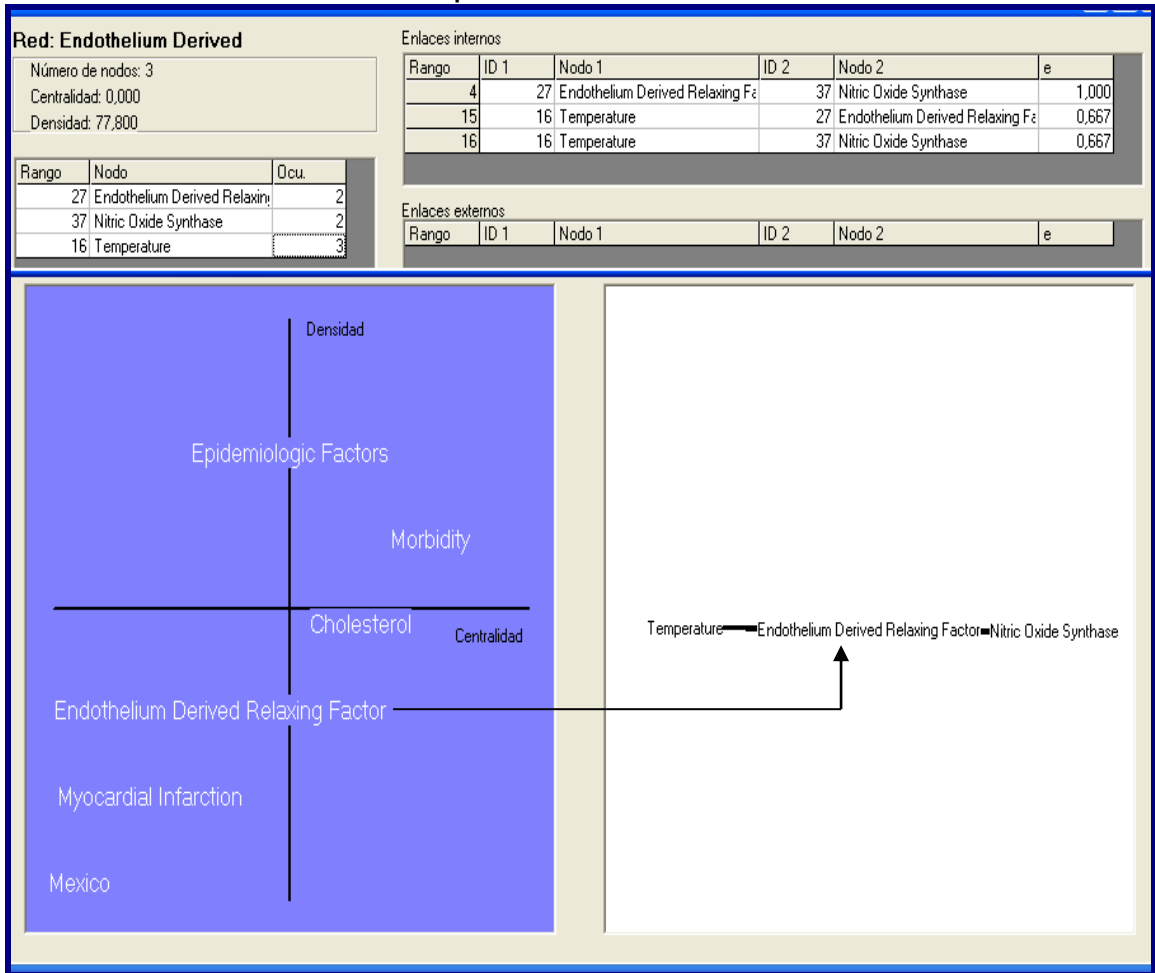 Red: Endothelium Derived
Número de nodos: 3
Centralidad: 0,000
Densidad: 77,800
Rango Nodo Ocu.
27 Endothelium Derived Relaxing 2
37 Nitric Oxide Synthase 2
16 Temperature 3
Enlaces internos
Rango ID 1 Nodo 1 ID 2 Nodo 2 e
4 27 Endothelium Derived Relaxing Fa 37 Nitric Oxide Synthase 1,000
15 16 Temperature 27 Endothelium Derived Relaxing Fa 0,667
16 16 Temperature 37 Nitric Oxide Synthase 0,667
Enlaces externos
Rango ID 1 Nodo 1 ID 2 Nodo 2 e
Densidad
Epidemiologic Factors
Morbidity
Cholesterol
Centralidad
Endothelium Derived Relaxing Factor
Myocardial Infarction
Mexico
Temperature Endothelium Derived Relaxing Factor Nitric Oxide Synthase